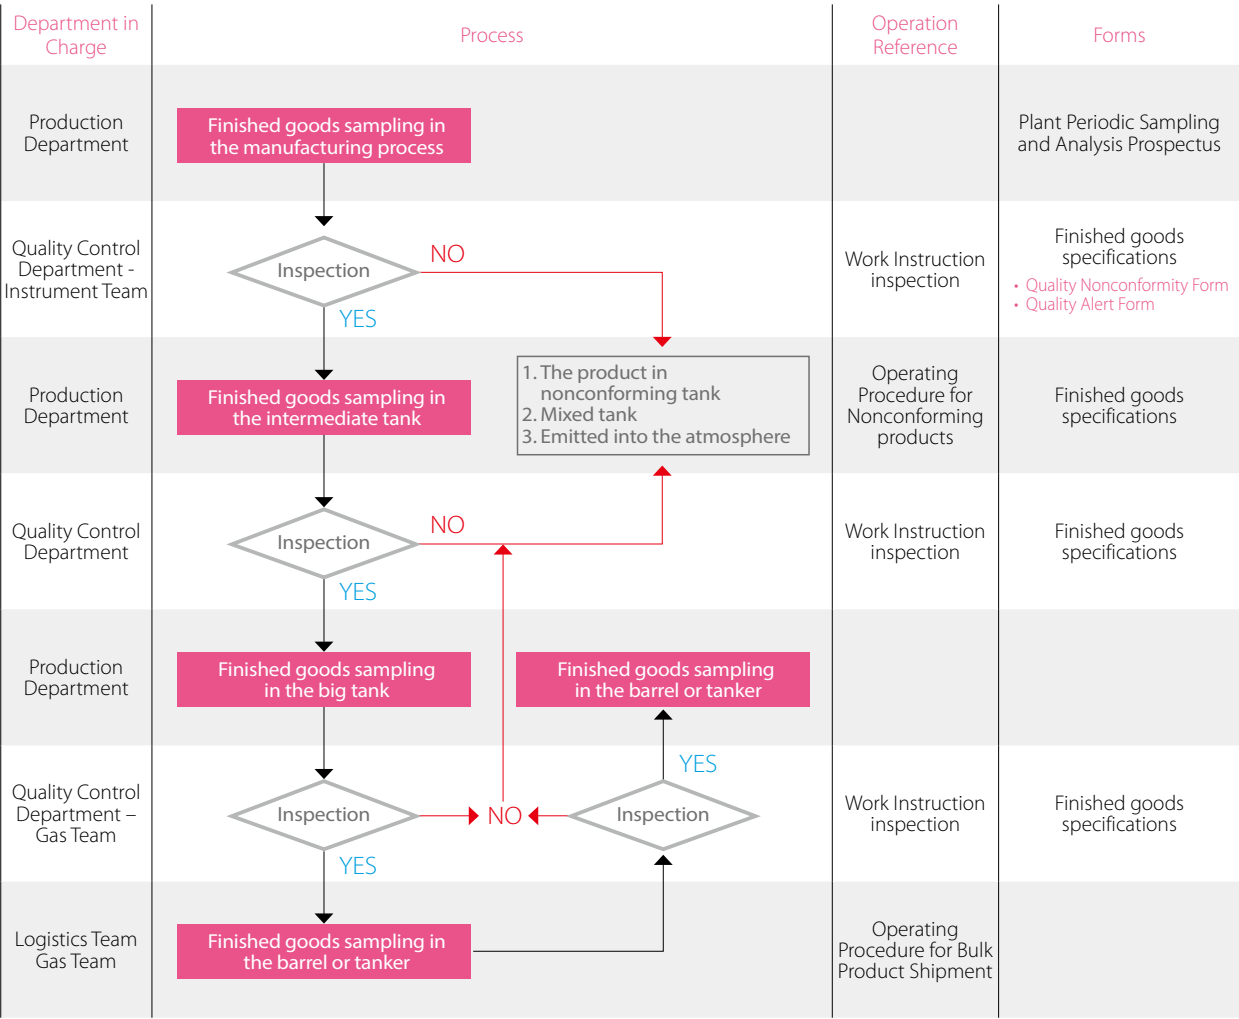 Department in
Charge
Process
Operation
Reference
Forms
Production
Department
Finished goods sampling in
the manufacturing process
Plant Periodic Sampling
and Analysis Prospectus
Quality Control
Department -
Instrument Team
Inspection
NO
YES
Work Instruction
inspection
Finished goods
specifications
• Quality Nonconformity Form
• Quality Alert Form
Production
Department
Finished goods sampling in
the intermediate tank
1. The product in
nonconforming tank
2. Mixed tank
3. Emitted into the atmosphere
Operating
Procedure for
Nonconforming
products
Finished goods
specifications
Quality Control
Department
Inspection
NO
YES
Work Instruction
inspection
Finished goods
specifications
Production
Department
Finished goods sampling
in the big tank
Finished goods sampling
in the barrel or tanker
Quality Control
Department –
Gas Team
Inspection
NO
Inspection
YES
YES
Work Instruction
inspection
Finished goods
specifications
Logistics Team
Gas Team
Finished goods sampling in
the barrel or tanker
Operating
Procedure for Bulk
Product Shipment